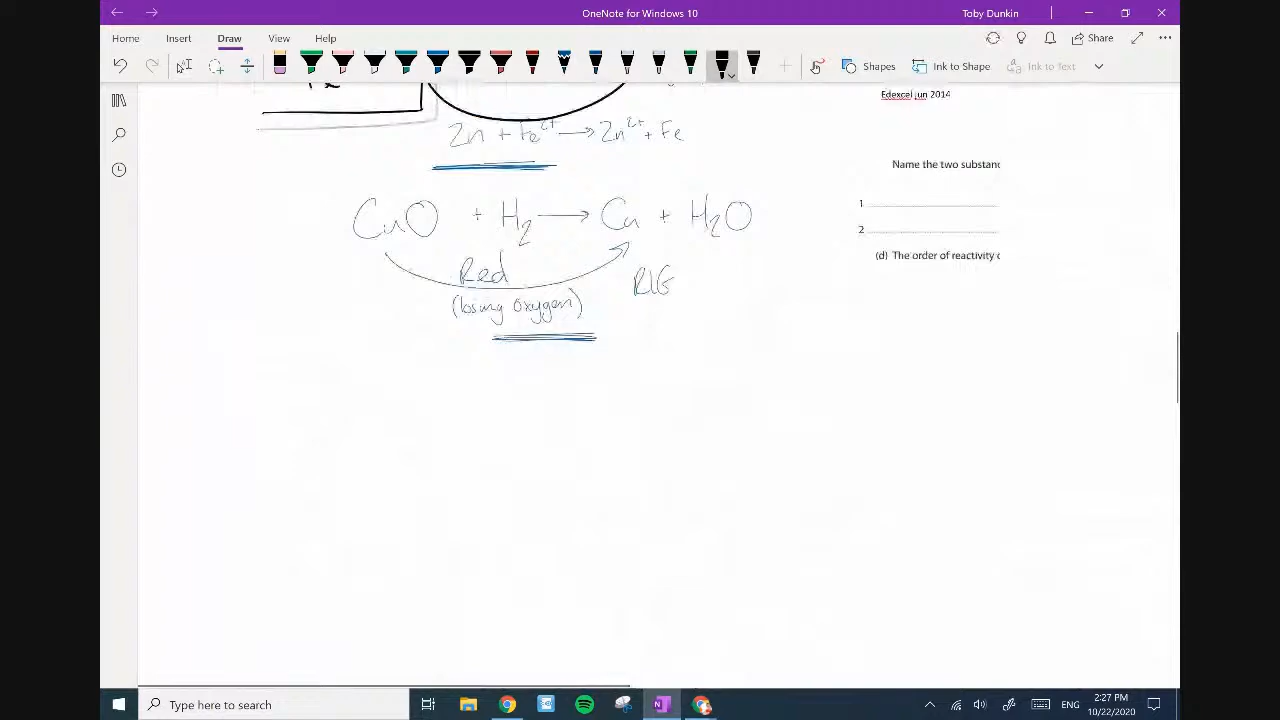 OneNote for Windows 10
Toby Dunkin
Home Insert Draw View Help
Share
Shapes Ink to Shape Ink to Text
Edexcel jun 2014
Zn + Fe²⁺ → Zn²⁺ + Fe
Name the two substanc
CuO + H₂ → Cu + H₂O
1
2
(d) The order of reactivity o
Red
RIG
(losing oxygen)
Type here to search
ENG
2:27 PM
10/22/2020